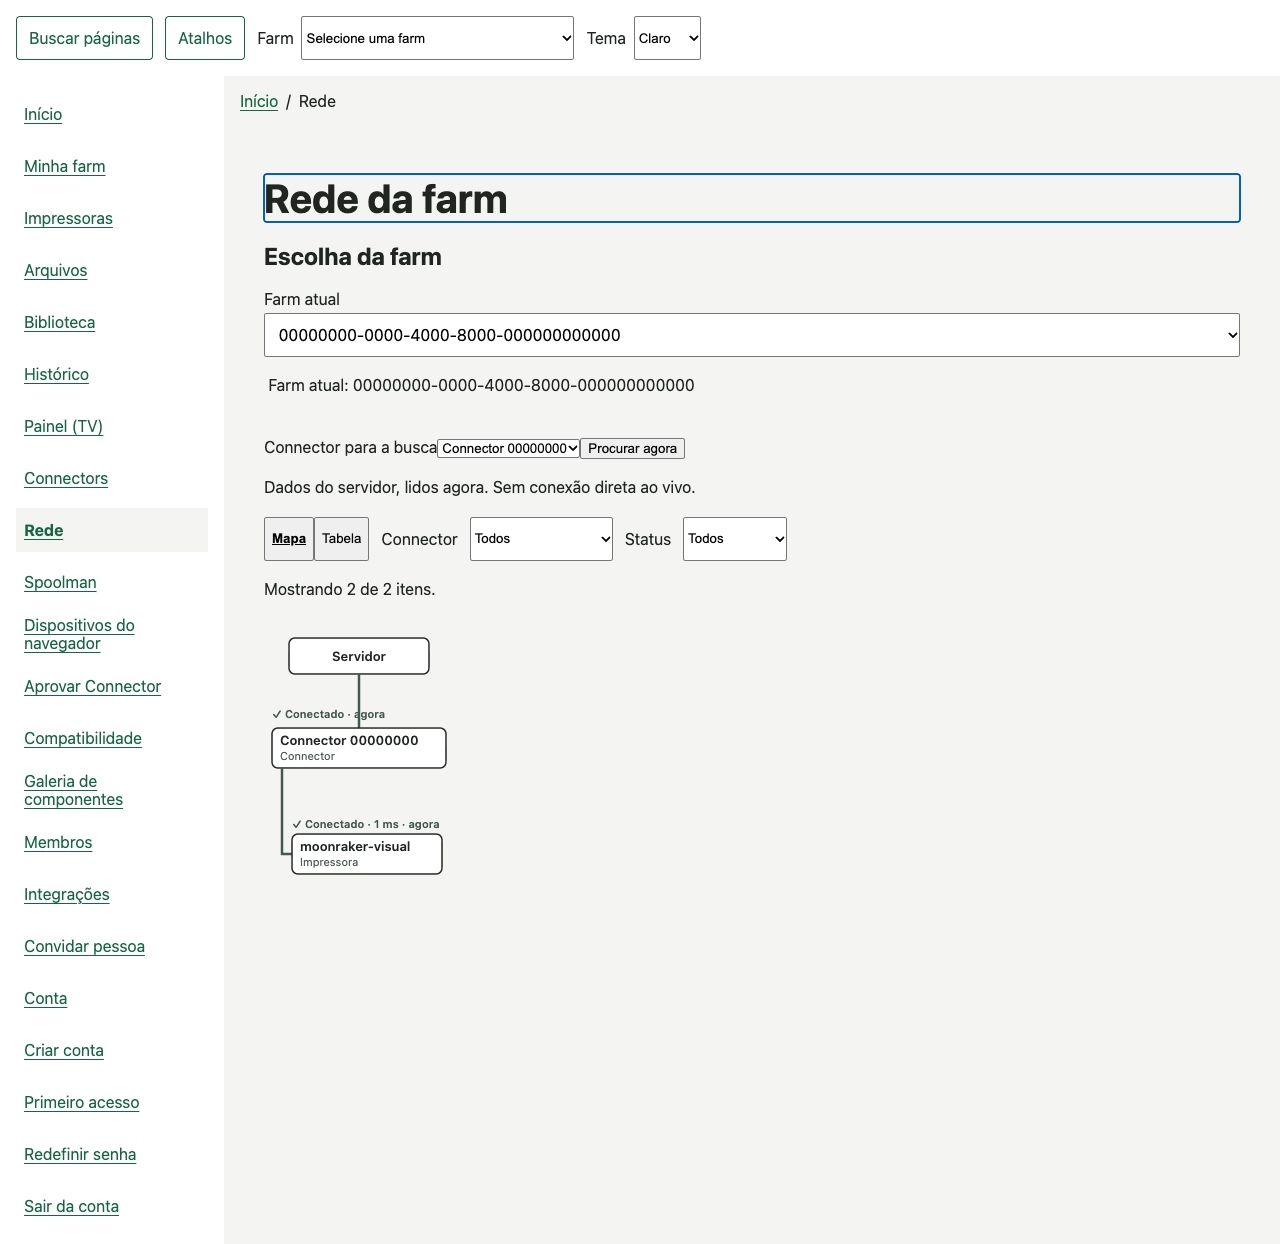 Buscar páginas
Atalhos
Farm
Selecione uma farm
Tema
Claro
Início
Minha farm
Impressoras
Arquivos
Biblioteca
Histórico
Painel (TV)
Connectors
Rede
Spoolman
Dispositivos do
navegador
Aprovar Connector
Compatibilidade
Galeria de
componentes
Membros
Integrações
Convidar pessoa
Conta
Criar conta
Primeiro acesso
Redefinir senha
Sair da conta
Início / Rede
Rede da farm
Escolha da farm
Farm atual
00000000-0000-4000-8000-000000000000
Farm atual: 00000000-0000-4000-8000-000000000000
Connector para a busca Connector 00000000 Procurar agora
Dados do servidor, lidos agora. Sem conexão direta ao vivo.
Mapa Tabela Connector Todos Status Todos
Mostrando 2 de 2 itens.
Servidor
✓ Conectado · agora
Connector 00000000
Connector
✓ Conectado · 1 ms · agora
moonraker-visual
Impressora